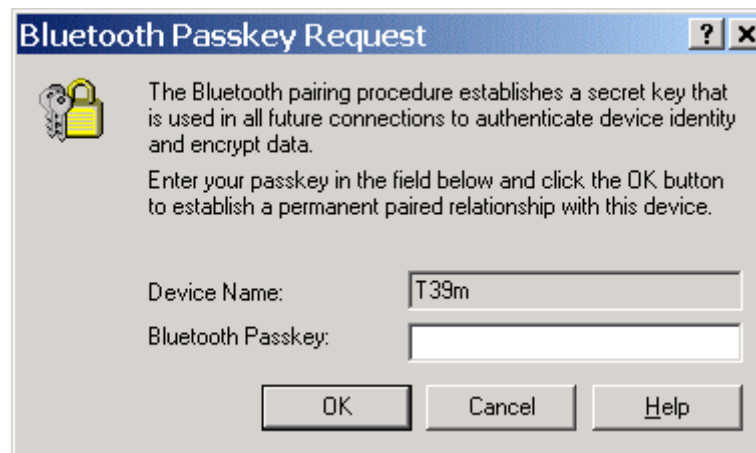 Bluetooth Passkey Request
The Bluetooth pairing procedure establishes a secret key that
is used in all future connections to authenticate device identity
and encrypt data.
Enter your passkey in the field below and click the OK button
to establish a permanent paired relationship with this device.
Device Name: T39m
Bluetooth Passkey:
OK Cancel Help